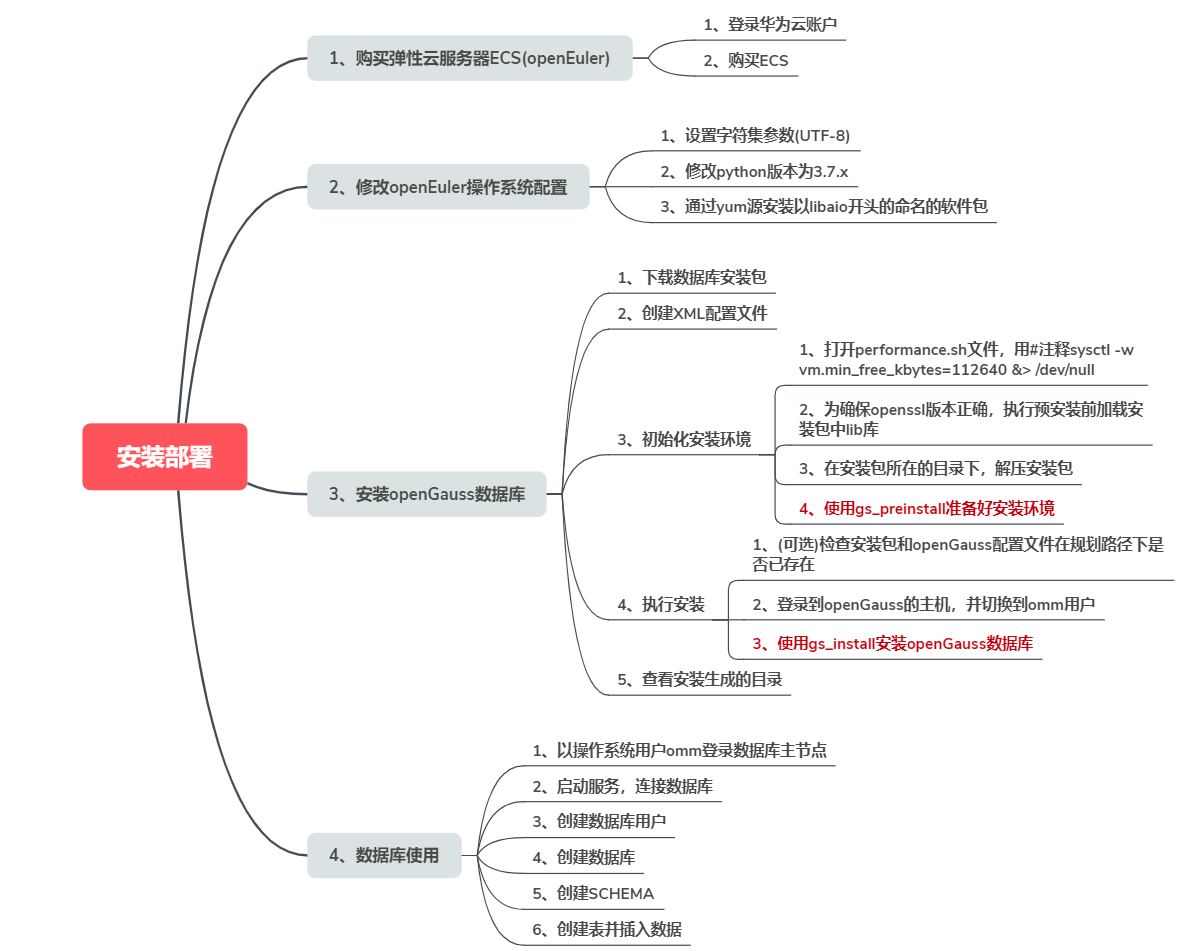 安装部署
1、购买弹性云服务器ECS(openEuler)
1、登录华为云账户
2、购买ECS
2、修改openEuler操作系统配置
1、设置字符集参数(UTF-8)
2、修改python版本为3.7.x
3、通过yum源安装以libaio开头的命名的软件包
3、安装openGauss数据库
1、下载数据库安装包
2、创建XML配置文件
3、初始化安装环境
1、打开performance.sh文件，用#注释sysctl -w
vm.min_free_kbytes=112640 &> /dev/null
2、为确保openssl版本正确，执行预安装前加载安
装包中lib库
3、在安装包所在的目录下，解压安装包
4、使用gs_preinstall准备好安装环境
4、执行安装
1、(可选)检查安装包和openGauss配置文件在规划路径下是
否已存在
2、登录到openGauss的主机，并切换到omm用户
3、使用gs_install安装openGauss数据库
5、查看安装生成的目录
4、数据库使用
1、以操作系统用户omm登录数据库主节点
2、启动服务，连接数据库
3、创建数据库用户
4、创建数据库
5、创建SCHEMA
6、创建表并插入数据